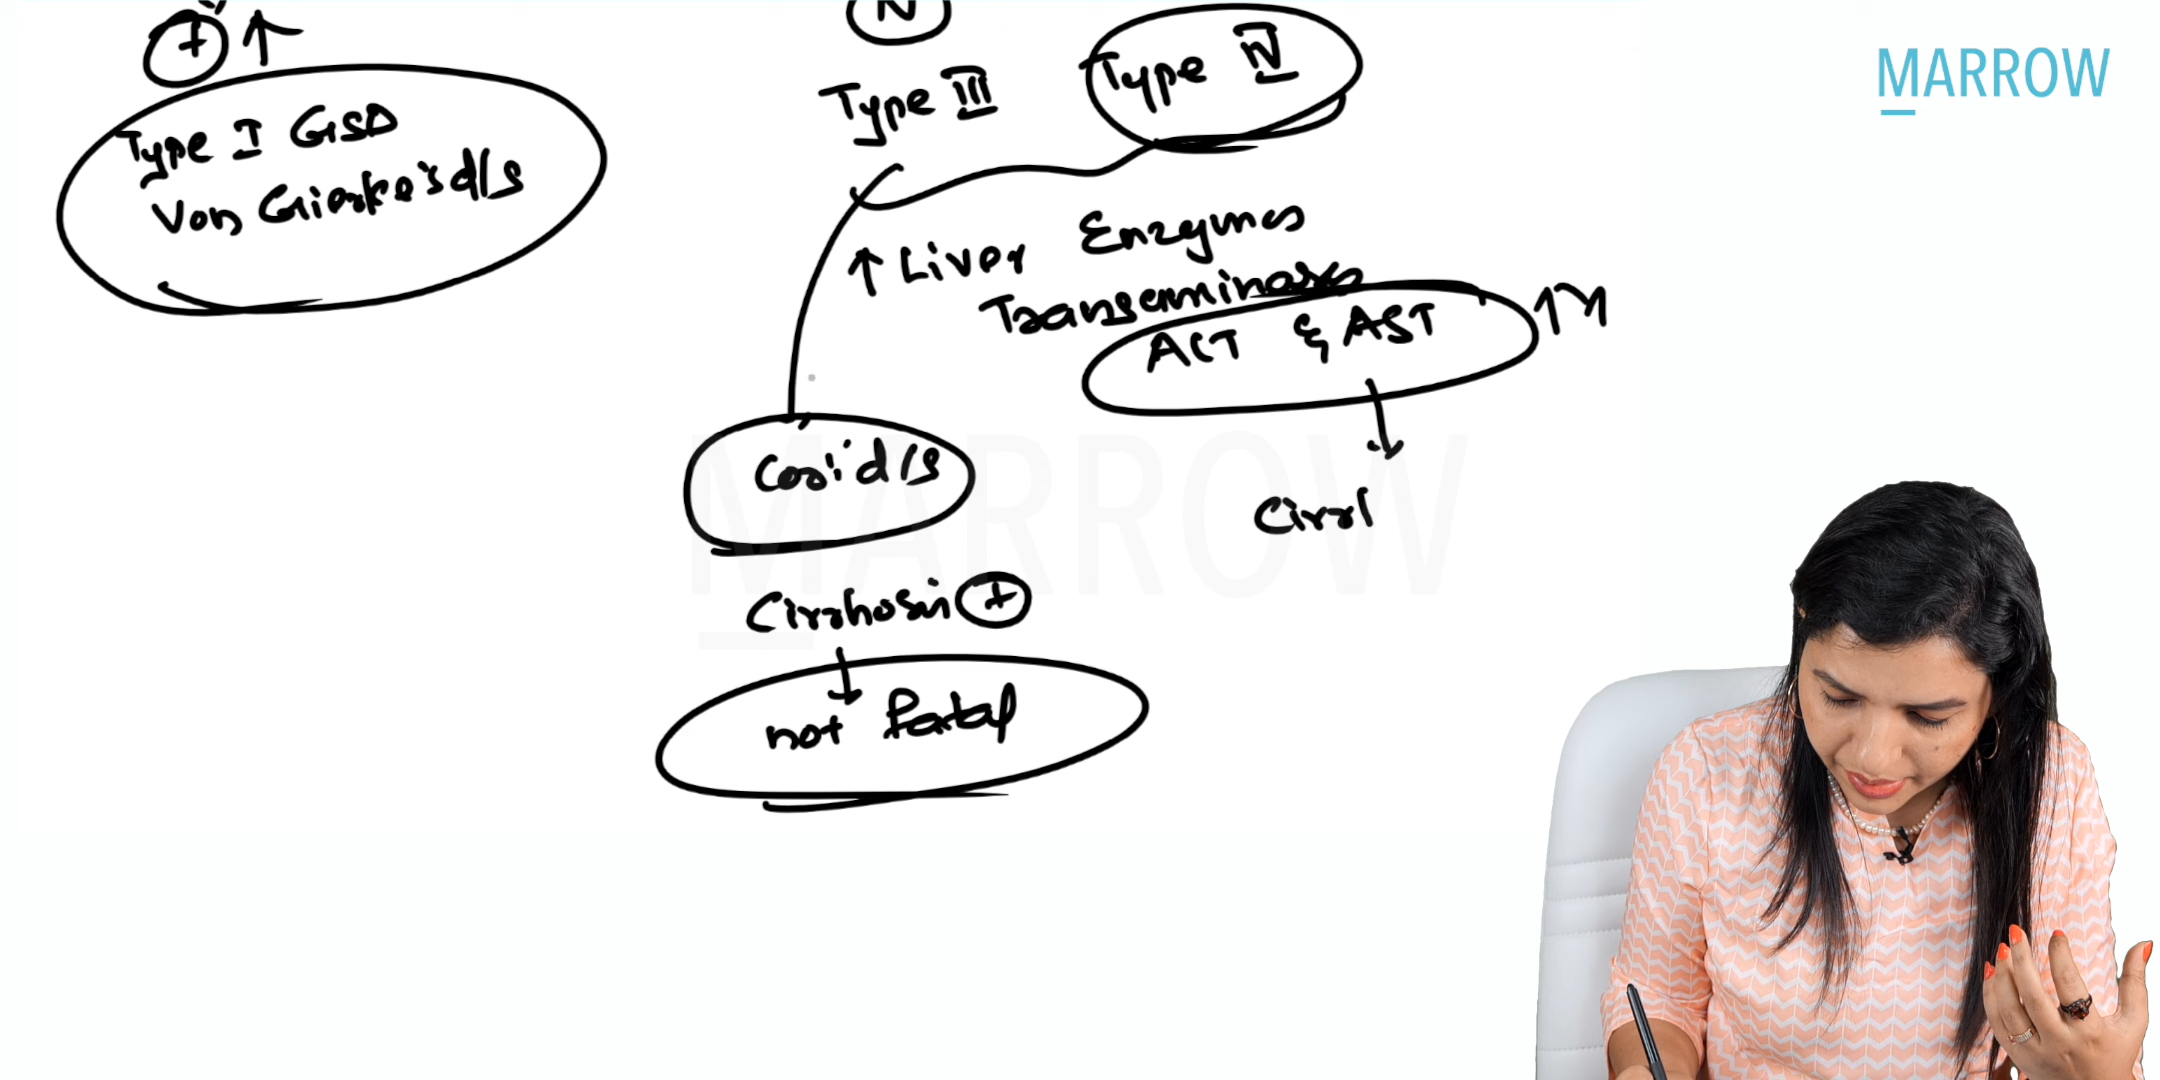 + ↑
N
Type III
Type IV
MARROW
Type I GSD
Von Gierke's d/s
↑ Liver Enzymes
Transaminases
ALT & AST ↑↑
Cori d/s
Cirrl
Cirrhosis +
↓
not Fatal
MARROW